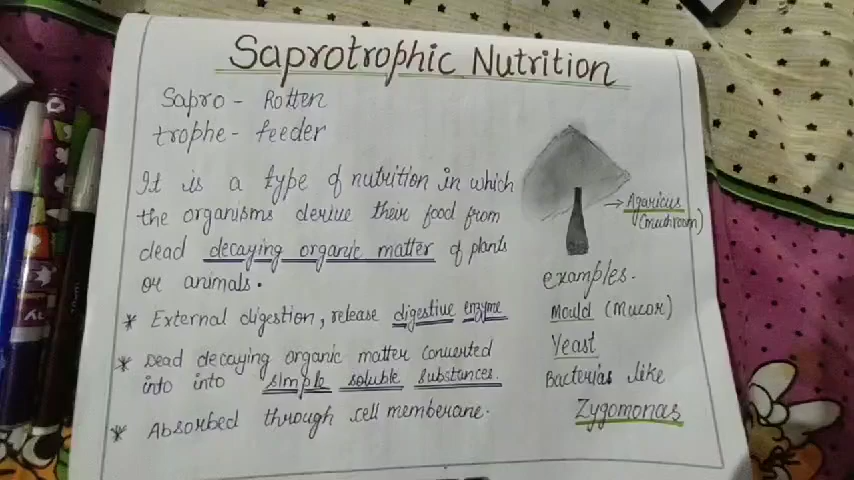 Saprotrophic Nutrition
Sapro - Rotten
trophe - feeder
It is a type of nutrition in which
the organisms derive their food from
dead decaying organic matter of plants
or animals.
* External digestion, release digestive enzyme
* Dead decaying organic matter converted
into into simple soluble substances.
* Absorbed through cell memberane.
→ Agaricus
(mushroom)
examples.
Mould (Mucor)
Yeast
Bacterias like
Zygomonas